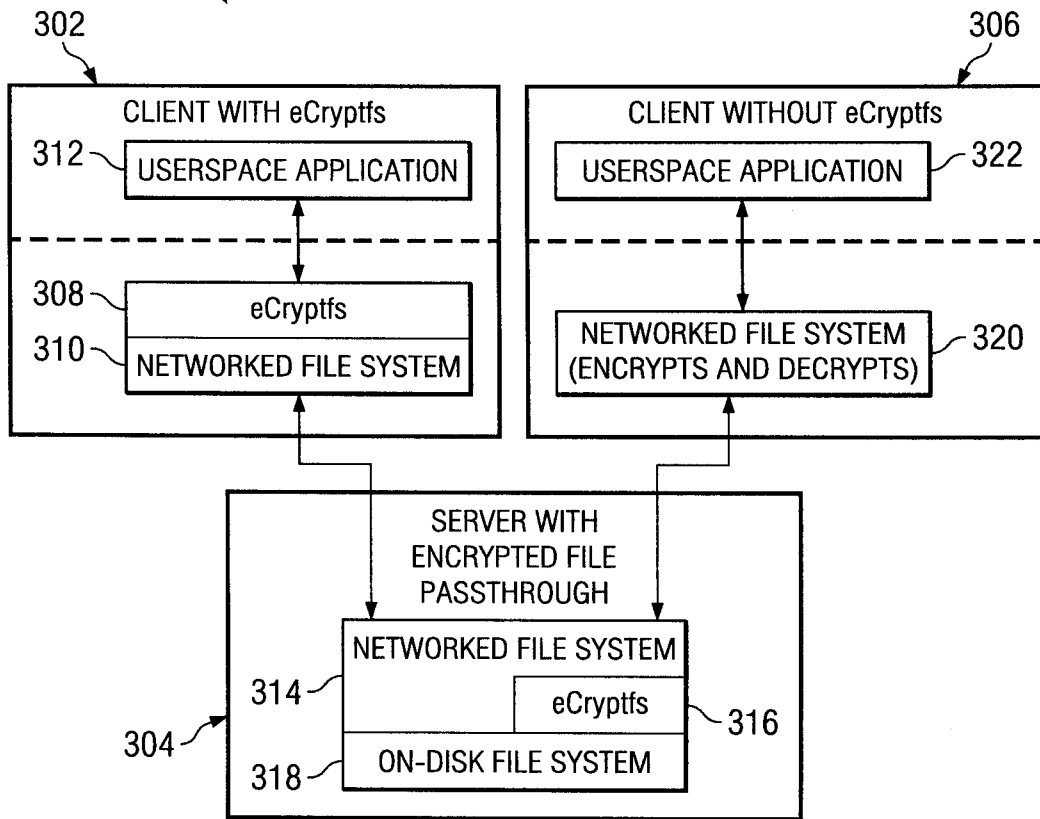 302
306
CLIENT WITH eCryptfs
312
USERSPACE APPLICATION
308
eCryptfs
310
NETWORKED FILE SYSTEM
CLIENT WITHOUT eCryptfs
USERSPACE APPLICATION
322
NETWORKED FILE SYSTEM
(ENCRYPTS AND DECRYPTS)
320
SERVER WITH
ENCRYPTED FILE
PASSTHROUGH
NETWORKED FILE SYSTEM
314
eCryptfs
316
304
318
ON-DISK FILE SYSTEM